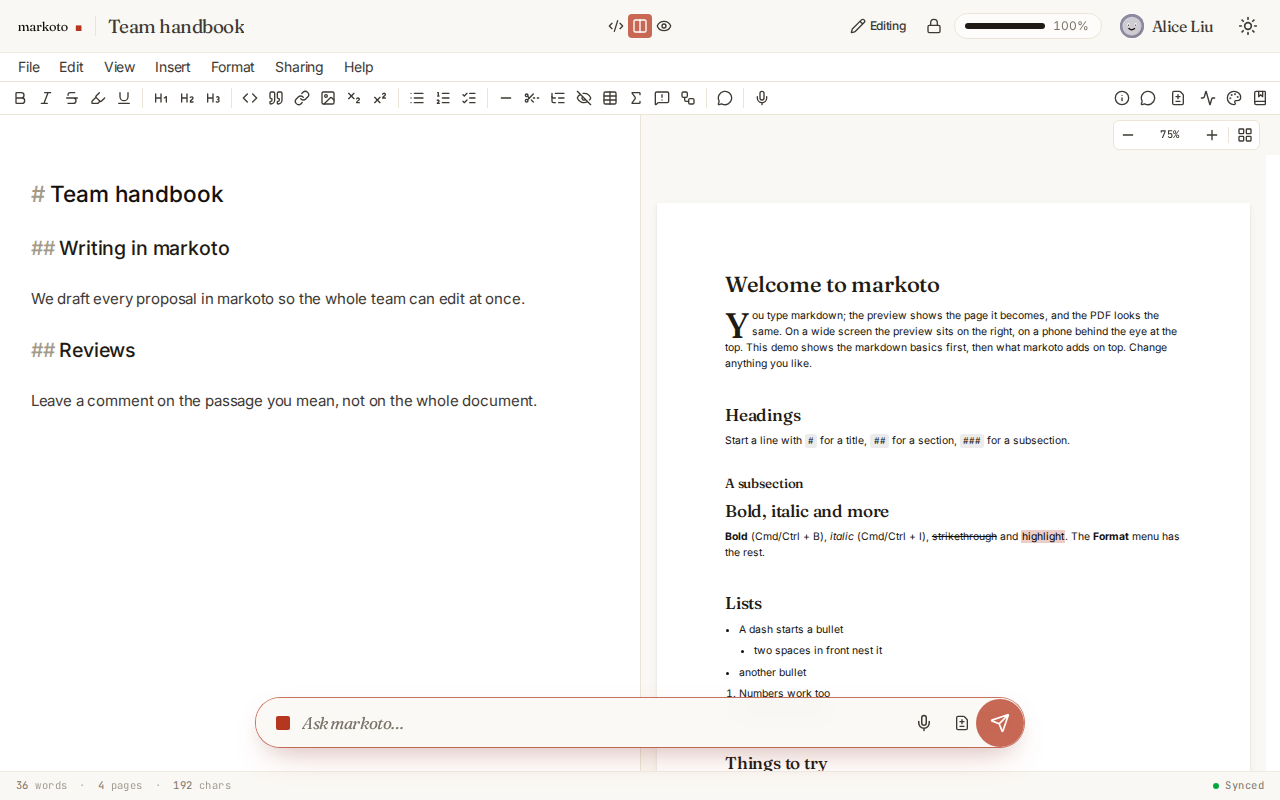 markoto
Team handbook
Editing
100%
Alice Liu
File Edit View Insert Format Sharing Help
H1 H2 H3
75%
# Team handbook
## Writing in markoto
We draft every proposal in markoto so the whole team can edit at once.
## Reviews
Leave a comment on the passage you mean, not on the whole document.
Welcome to markoto
You type markdown; the preview shows the page it becomes, and the PDF looks the
same. On a wide screen the preview sits on the right, on a phone behind the eye at the
top. This demo shows the markdown basics first, then what markoto adds on top. Change
anything you like.
Headings
Start a line with # for a title, ## for a section, ### for a subsection.
A subsection
Bold, italic and more
Bold (Cmd/Ctrl + B), italic (Cmd/Ctrl + I), strikethrough and highlight. The Format menu has
the rest.
Lists
• A dash starts a bullet
• two spaces in front nest it
• another bullet
1. Numbers work too
Ask markoto...
Things to try
36 words · 4 pages · 192 chars
Synced